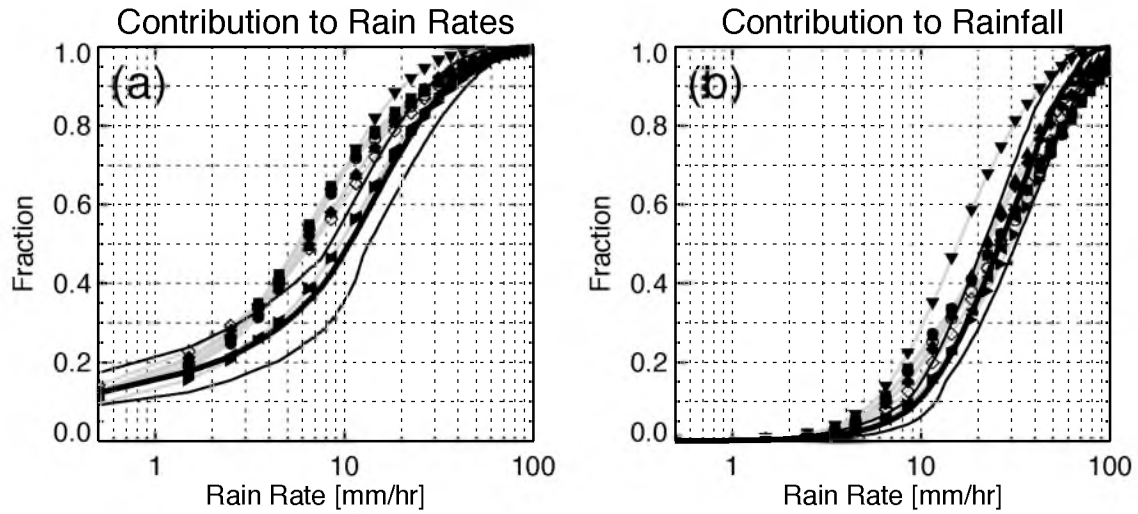 Contribution to Rain Rates
(a)
Fraction
1.0
0.8
0.6
0.4
0.2
0.0
1
10
100
Rain Rate [mm/hr]
Contribution to Rainfall
(b)
Fraction
1.0
0.8
0.6
0.4
0.2
0.0
1
10
100
Rain Rate [mm/hr]